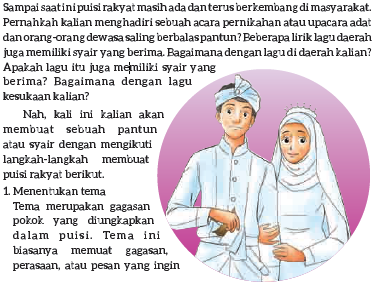 Sampai saat ini puisi rakyat masih ada dan terus berkembang di masyarakat.
Pernahkah kalian menghadiri sebuah acara pernikahan atau upacara adat
dan orang-orang dewasa saling berbalas pantun? Beberapa lirik lagu daerah
juga memiliki syair yang berima. Bagaimana dengan lagu di daerah kalian?
Apakah lagu itu juga memiliki syair yang
berima? Bagaimana dengan lagu
kesukaan kalian?
Nah, kali ini kalian akan
membuat sebuah pantun
atau syair dengan mengikuti
langkah-langkah membuat
puisi rakyat berikut.
1. Menentukan tema
Tema merupakan gagasan
pokok yang diungkapkan
dalam puisi. Tema ini
biasanya memuat gagasan,
perasaan, atau pesan yang ingin